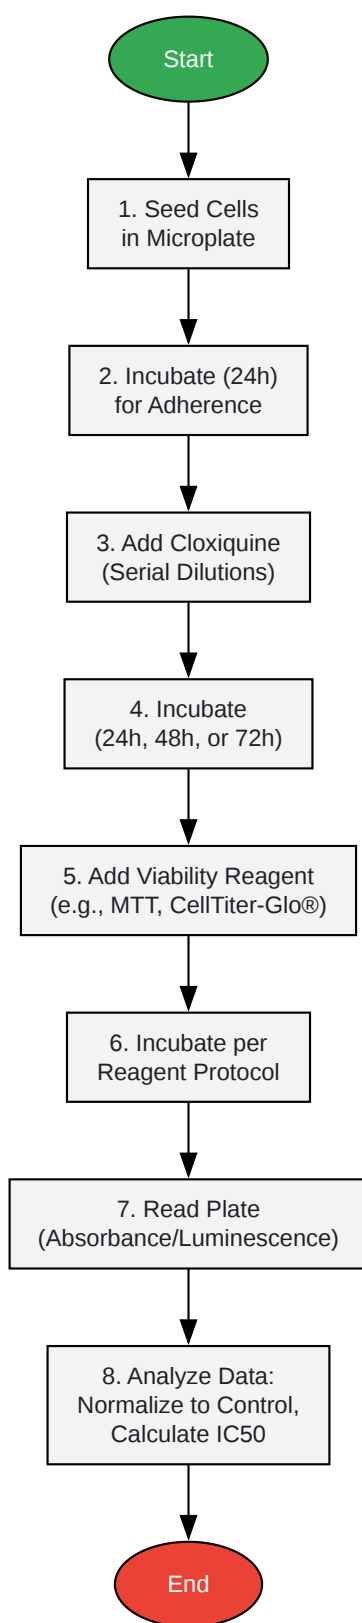 Start
1. Seed Cells
in Microplate
2. Incubate (24h)
for Adherence
3. Add Cloxiquine
(Serial Dilutions)
4. Incubate
(24h, 48h, or 72h)
5. Add Viability Reagent
(e.g., MTT, CellTiter-Glo®)
6. Incubate per
Reagent Protocol
7. Read Plate
(Absorbance/Luminescence)
8. Analyze Data:
Normalize to Control,
Calculate IC50
End